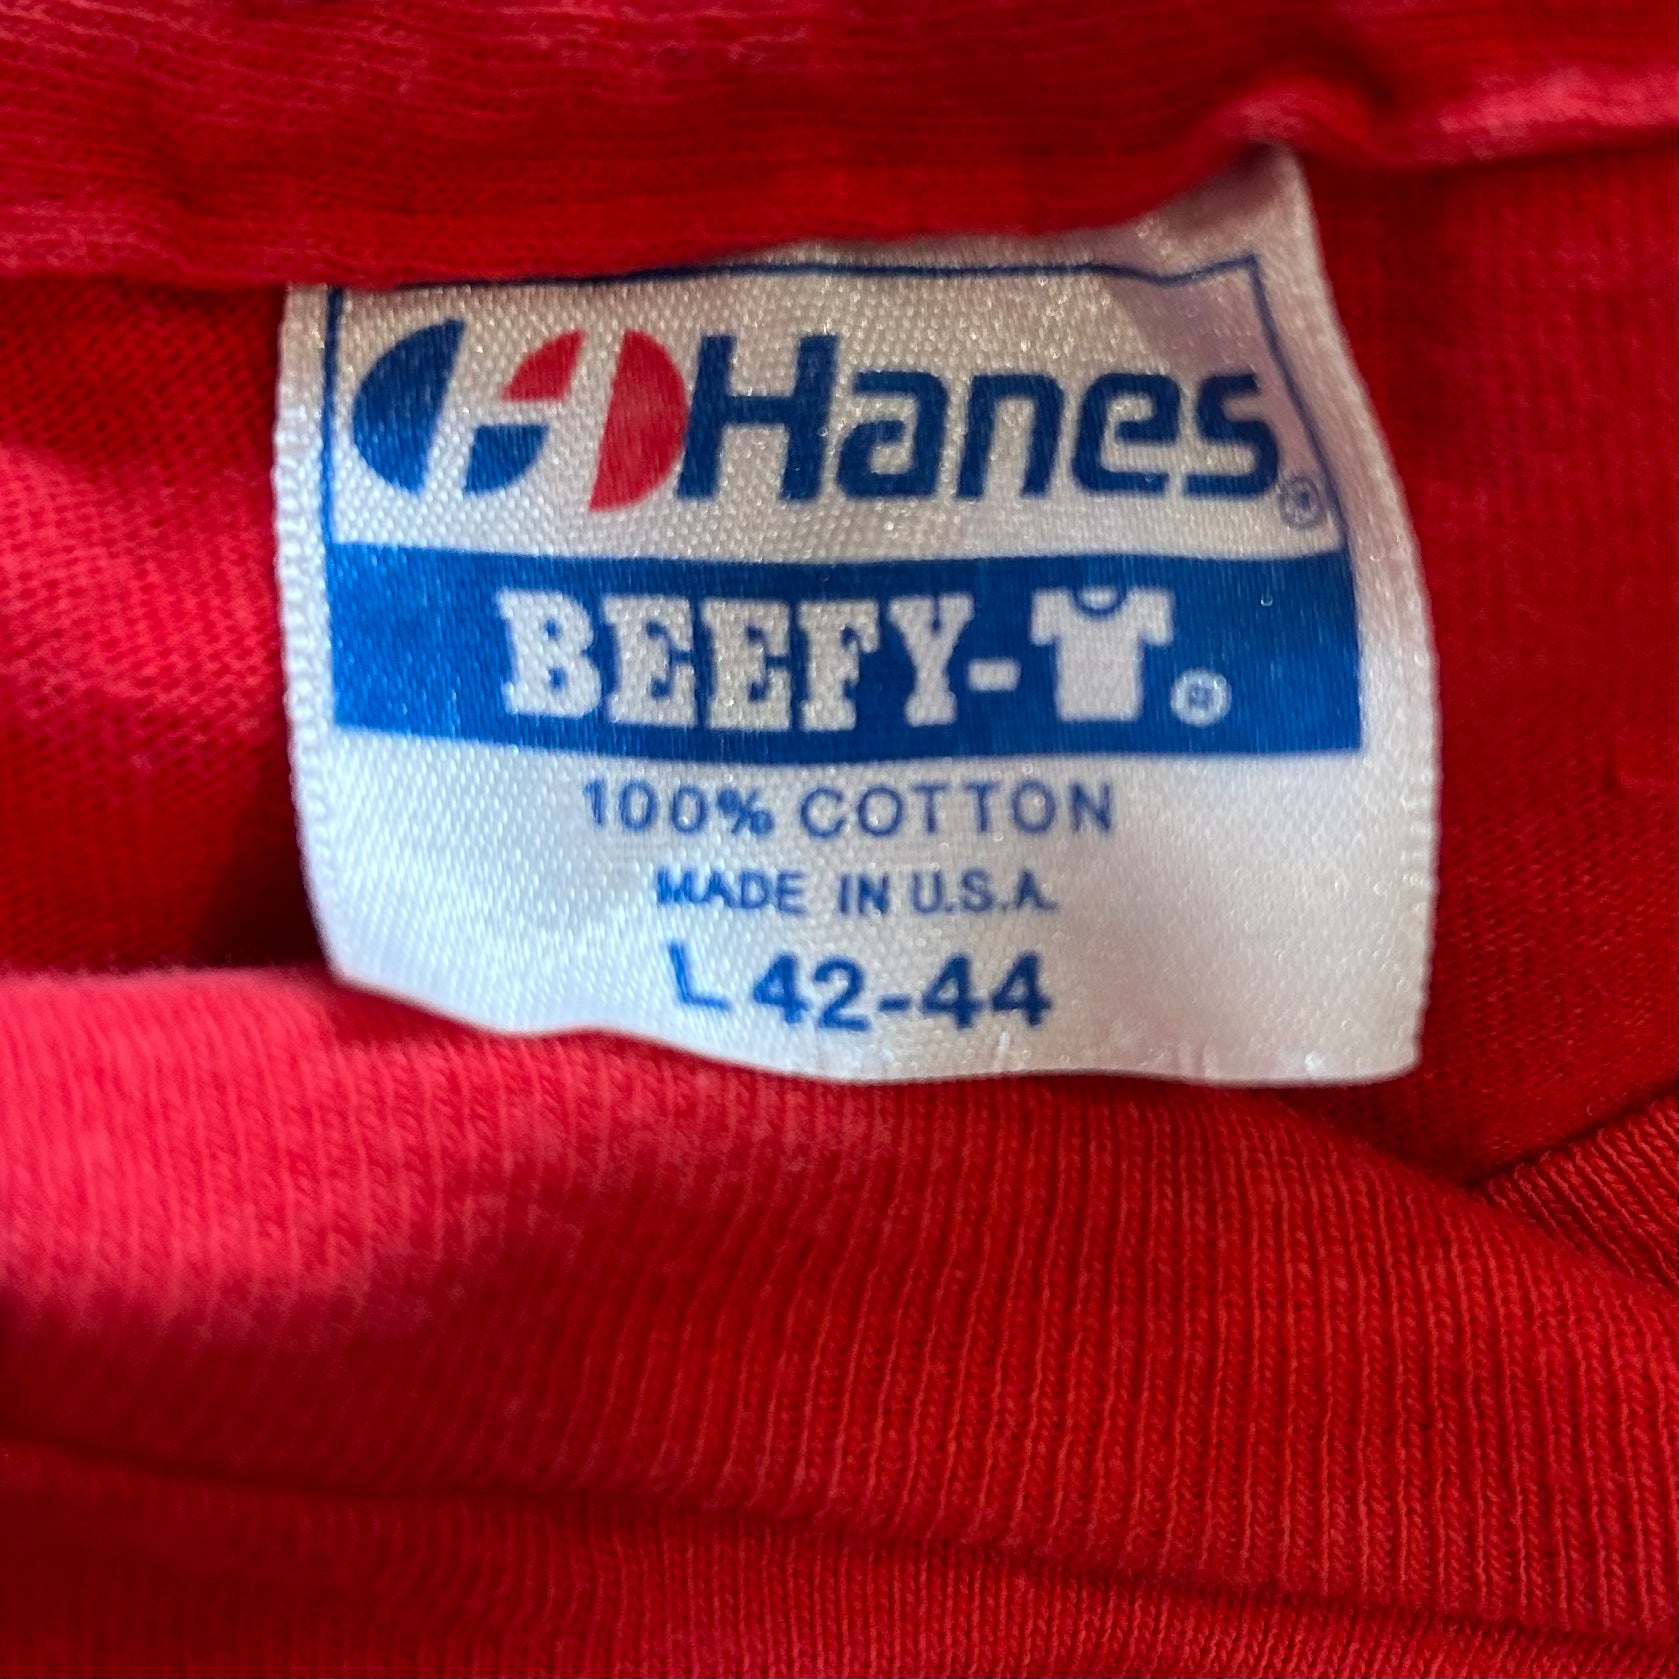 Hanes®
BEEFY-®
100% COTTON
MADE IN U.S.A.
L 42-44